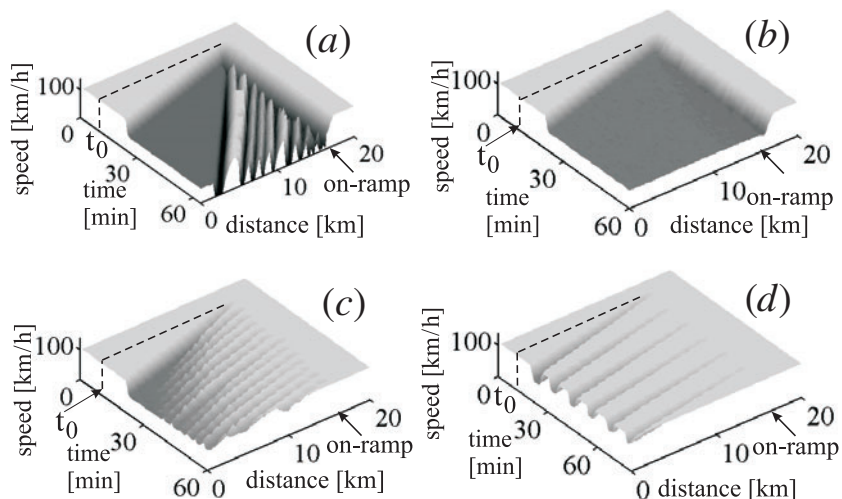 (a)
speed [km/h]
100
0
t0
30
60
time
[min]
0
10
20
on-ramp
distance [km]
(b)
speed [km/h]
100
0
t0
30
60
time
[min]
0
10
20
on-ramp
distance [km]
(c)
speed [km/h]
100
0
t0
30
60
time
[min]
0
10
20
on-ramp
distance [km]
(d)
speed [km/h]
100
0
t0
30
60
time
[min]
0
10
20
on-ramp
distance [km]